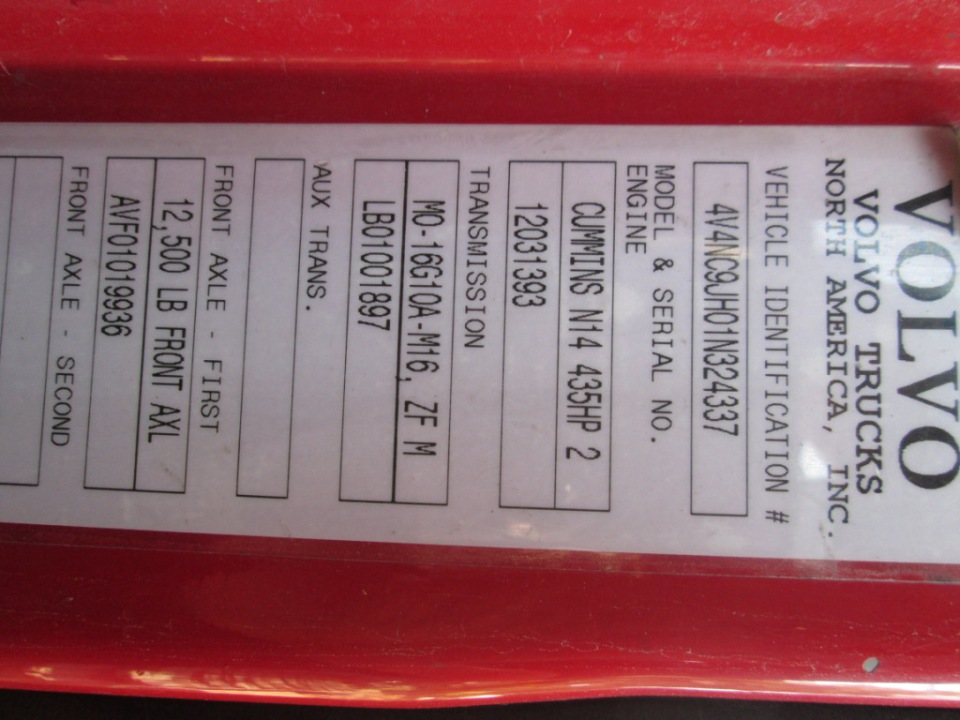 VOLVO
VOLVO TRUCKS
NORTH AMERICA, INC.
VEHICLE IDENTIFICATION #
4V4NC9JH01N324337
MODEL & SERIAL NO.
ENGINE
CUMMINS N14 435HP 2
12031393
TRANSMISSION
MO-16G10A-M16, ZF M
LB01001897
AUX TRANS.
FRONT AXLE - FIRST
12,500 LB FRONT AXL
AVF0101019936
FRONT AXLE - SECOND